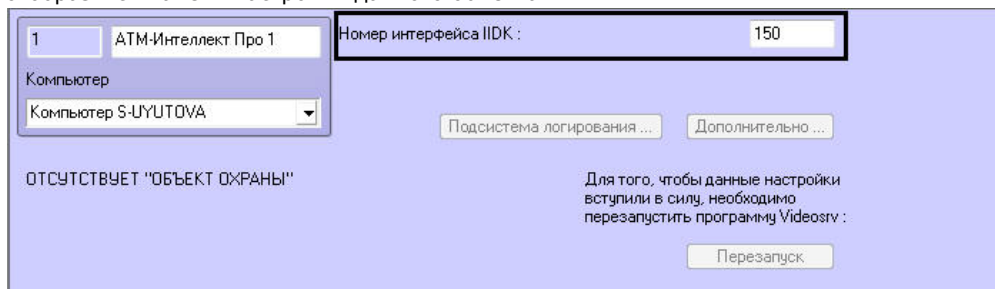 1
АТМ-Интеллект Про 1
Номер интерфейса IIDK :
150
Компьютер
Компьютер S-UYUTOVA
Подсистема логирования ...
Дополнительно ...
ОТСУТСТВУЕТ "ОБЪЕКТ ОХРАНЫ"
Для того, чтобы данные настройки
вступили в силу, необходимо
перезапустить программу Videosrv :
Перезапуск